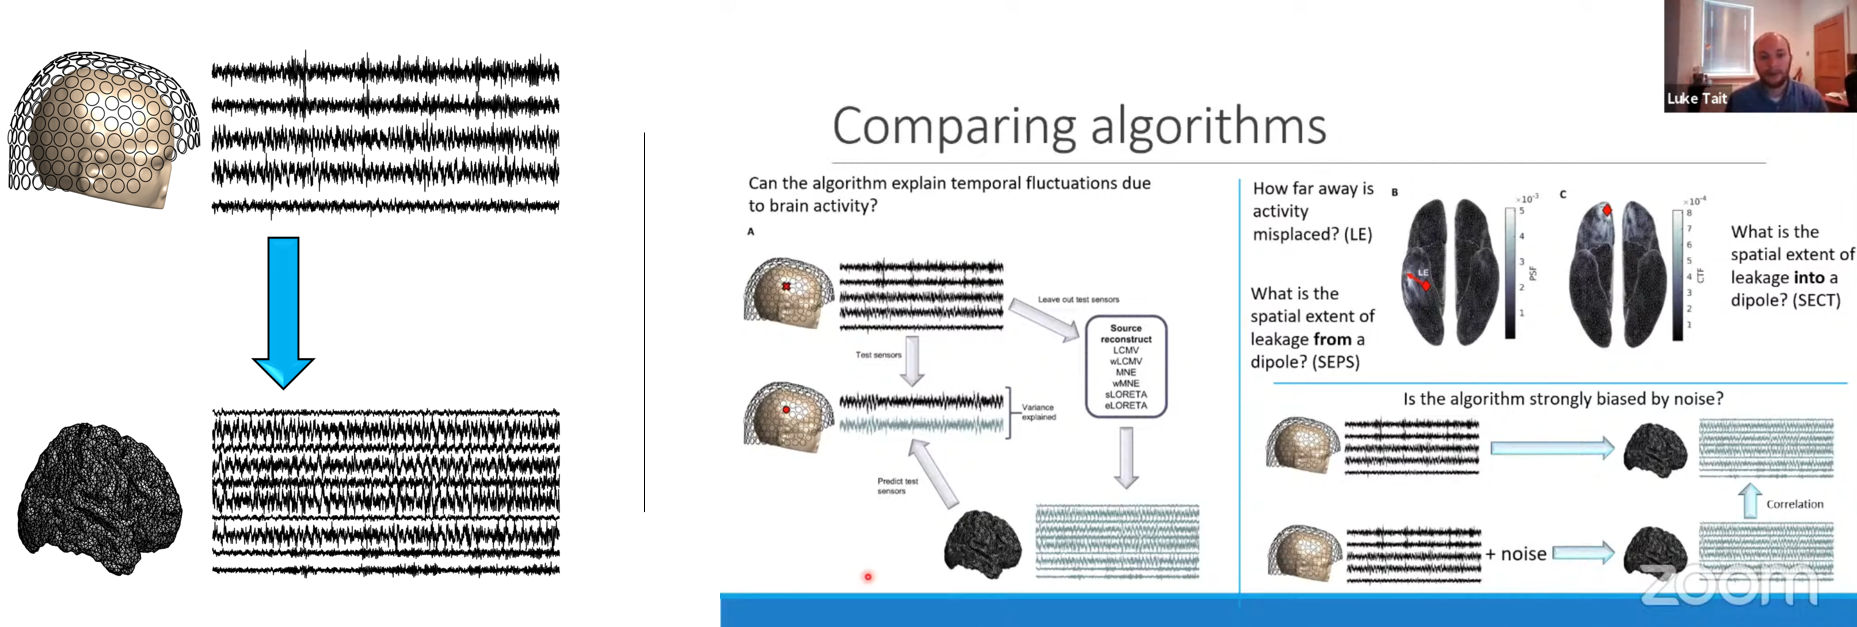 Luke Tait
Comparing algorithms
Can the algorithm explain temporal fluctuations due
to brain activity?
A
Leave out test sensors
Test sensors
Source
reconstruct
LCMV
wLCMV
MNE
wMNE
sLORETA
eLORETA
Variance
explained
Predict test
sensors
How far away is
activity
misplaced? (LE)
What is the
spatial extent of
leakage from a
dipole? (SEPS)
B
LE
×10⁻³
5
4
3
2
1
PSF
C
×10⁻⁴
8
7
6
5
4
3
2
1
CTF
What is the
spatial extent of
leakage into a
dipole? (SECT)
Is the algorithm strongly biased by noise?
Correlation
+ noise
zoom